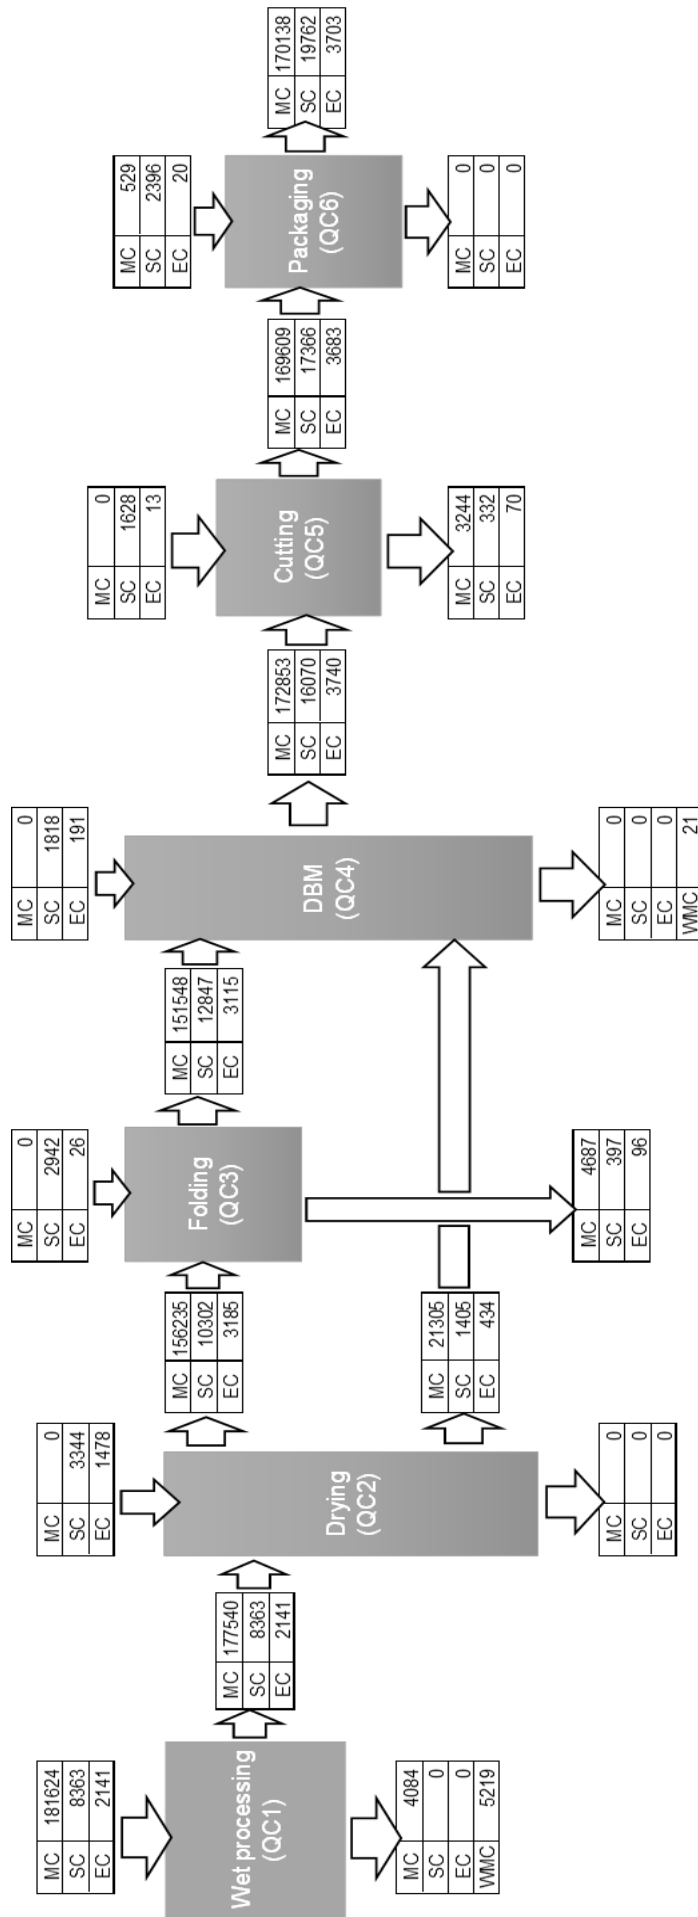 MC 181624
SC 8363
EC 2141
Wet processing
(QC1)
MC 4084
SC 0
EC 0
WMC 5219
MC 177540
SC 8363
EC 2141
MC 0
SC 3344
EC 1478
Drying
(QC2)
MC 0
SC 0
EC 0
MC 156235
SC 10302
EC 3185
MC 21305
SC 1405
EC 434
MC 0
SC 2942
EC 26
Folding
(QC3)
MC 4687
SC 397
EC 96
MC 151548
SC 12847
EC 3115
MC 0
SC 1818
EC 191
DBM
(QC4)
MC 0
SC 0
EC 0
WMC 21
MC 172853
SC 16070
EC 3740
MC 0
SC 1628
EC 13
Cutting
(QC5)
MC 3244
SC 332
EC 70
MC 169609
SC 17366
EC 3683
MC 529
SC 2396
EC 20
Packaging
(QC6)
MC 0
SC 0
EC 0
MC 170138
SC 19762
EC 3703